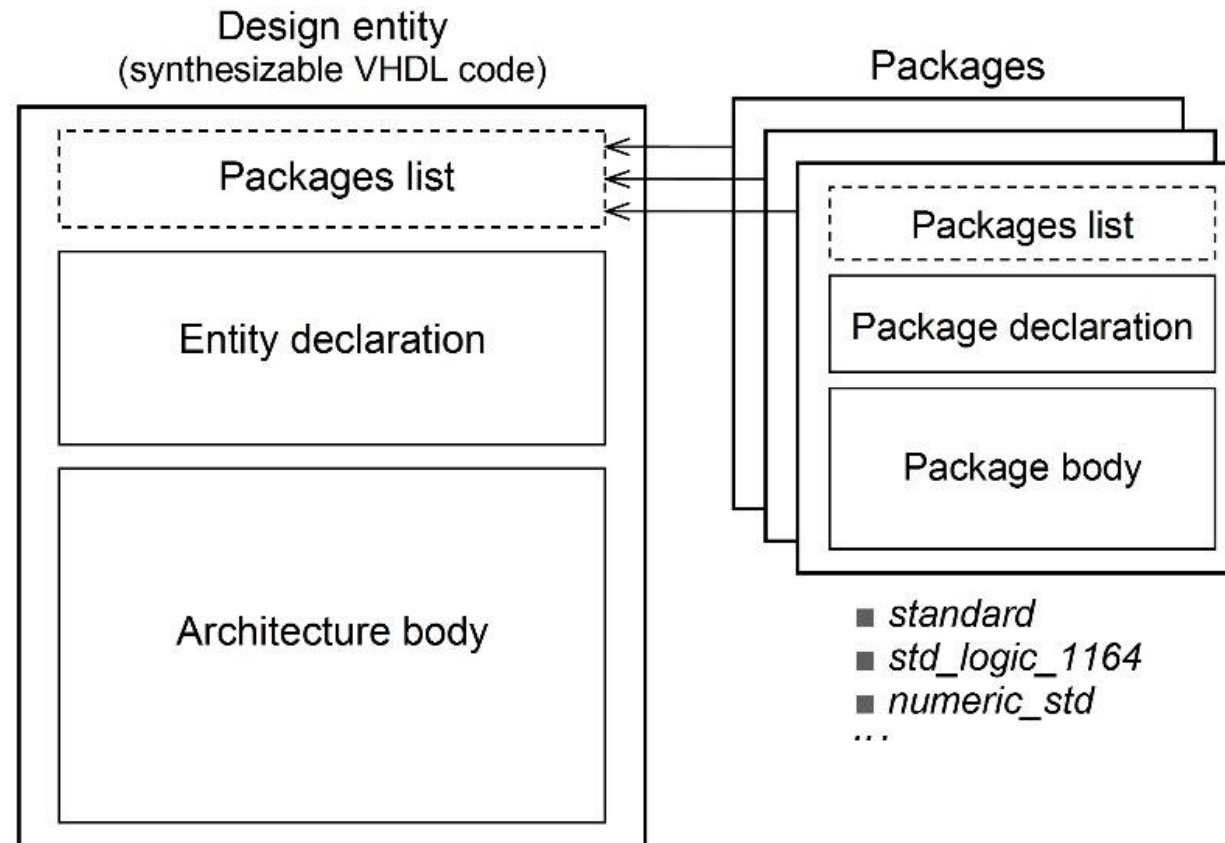 Design entity
(synthesizable VHDL code)
Packages list
Entity declaration
Architecture body
Packages
Packages list
Package declaration
Package body
■ standard
■ std_logic_1164
■ numeric_std
...